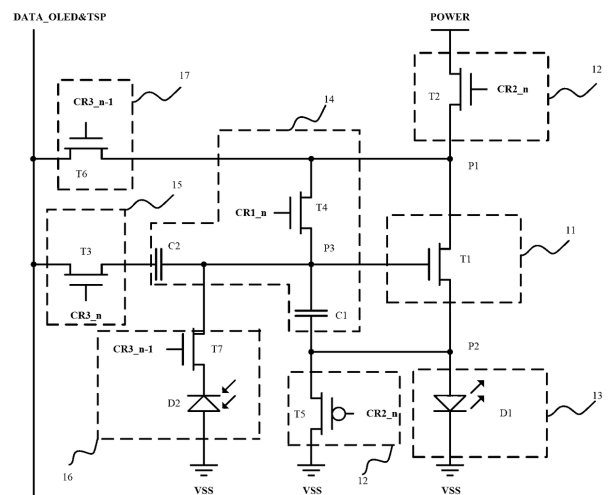 DATA_OLED&TSP
POWER
17
12
CR3_n-1
14
T2
CR2_n
T6
15
P1
T4
CR1_n
11
T3
C2
P3
T1
CR3_n
C1
P2
CR3_n-1
T7
D2
T5
CR2_n
D1
13
16
12
VSS
VSS
VSS